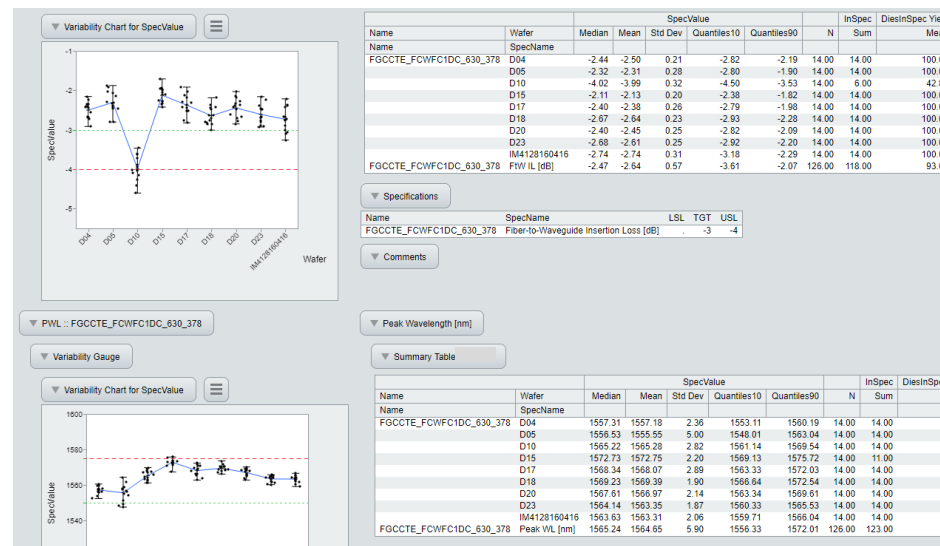 Variability Chart for SpecValue
-1
-2
-3
-4
-5
SpecValue
D04 D05 D10 D15 D17 D18 D20 D23 IM4128160416
Wafer
SpecValue InSpec DiesInSpec Yie
Name Wafer Median Mean Std Dev Quantiles10 Quantiles90 N Sum Mea
Name SpecName
FGCCTE_FCWFC1DC_630_378 D04 -2.44 -2.50 0.21 -2.82 -2.19 14.00 14.00 100.0
D05 -2.32 -2.31 0.28 -2.80 -1.90 14.00 14.00 100.0
D10 -4.02 -3.99 0.32 -4.50 -3.53 14.00 6.00 42.8
D15 -2.11 -2.13 0.20 -2.38 -1.82 14.00 14.00 100.0
D17 -2.40 -2.38 0.26 -2.79 -1.98 14.00 14.00 100.0
D18 -2.67 -2.64 0.23 -2.93 -2.28 14.00 14.00 100.0
D20 -2.40 -2.45 0.25 -2.82 -2.09 14.00 14.00 100.0
D23 -2.68 -2.61 0.25 -2.92 -2.20 14.00 14.00 100.0
IM4128160416 -2.74 -2.74 0.31 -3.18 -2.29 14.00 14.00 100.0
FGCCTE_FCWFC1DC_630_378 FtW IL [dB] -2.47 -2.64 0.57 -3.61 -2.07 126.00 118.00 93.
Specifications
Name SpecName LSL TGT USL
FGCCTE_FCWFC1DC_630_378 Fiber-to-Waveguide Insertion Loss [dB] . -3 -4
Comments
PWL :: FGCCTE_FCWFC1DC_630_378
Peak Wavelength [nm]
Variability Gauge
Summary Table
Variability Chart for SpecValue
1600
1580
1560
1540
SpecValue
SpecValue InSpec DiesInSpe
Name Wafer Median Mean Std Dev Quantiles10 Quantiles90 N Sum
Name SpecName
FGCCTE_FCWFC1DC_630_378 D04 1557.31 1557.18 2.36 1553.11 1560.19 14.00 14.00
D05 1556.53 1555.55 5.00 1548.01 1563.04 14.00 14.00
D10 1565.22 1565.28 2.82 1561.14 1569.54 14.00 14.00
D15 1572.73 1572.75 2.20 1569.13 1575.72 14.00 11.00
D17 1568.34 1568.07 2.89 1563.33 1572.03 14.00 14.00
D18 1569.23 1569.39 1.90 1566.64 1572.54 14.00 14.00
D20 1567.61 1566.97 2.14 1563.34 1569.61 14.00 14.00
D23 1564.14 1563.35 1.87 1560.33 1565.53 14.00 14.00
IM4128160416 1563.63 1563.31 2.06 1559.71 1566.04 14.00 14.00
FGCCTE_FCWFC1DC_630_378 Peak WL [nm] 1565.24 1564.65 5.90 1556.33 1572.01 126.00 123.00